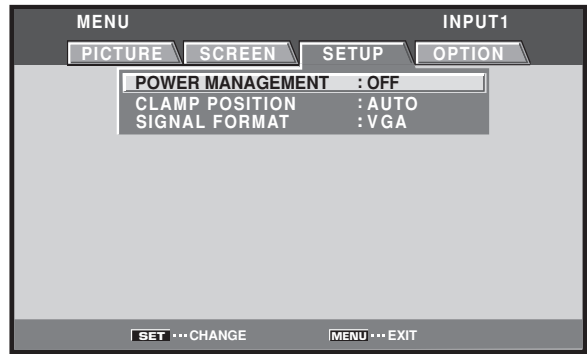 MENU INPUT1
PICTURE SCREEN SETUP OPTION
POWER MANAGEMENT : OFF
CLAMP POSITION : AUTO
SIGNAL FORMAT : VGA
SET ··· CHANGE MENU ··· EXIT